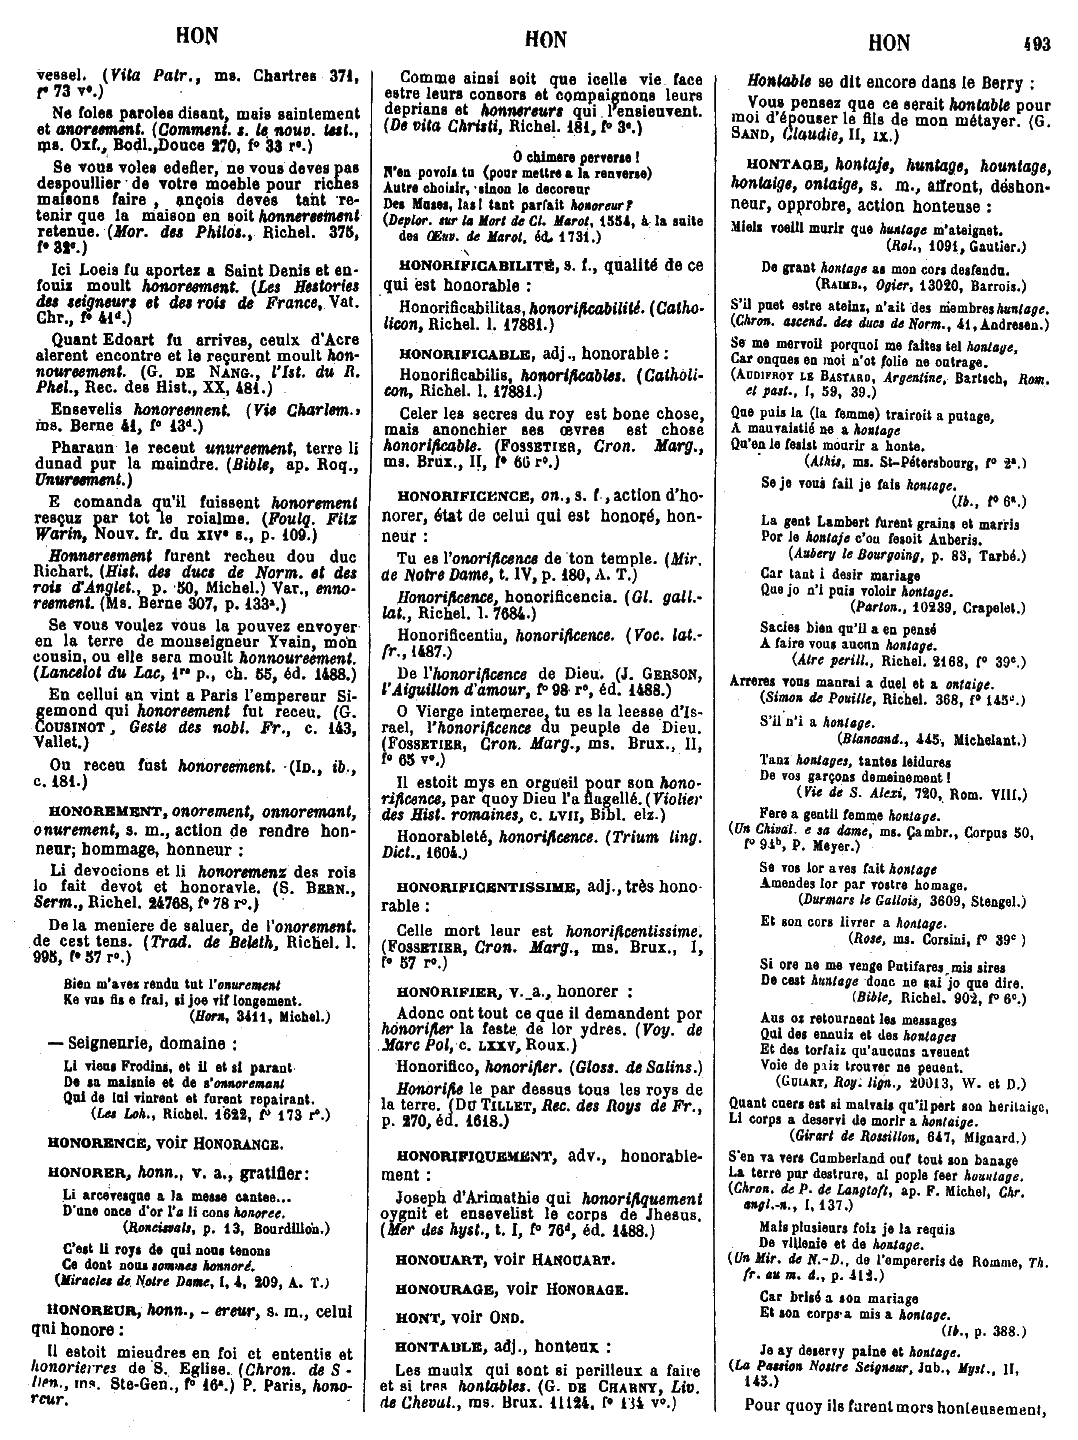 HON
HON
HON
493
vessel. (Vita Patr., ms. Chartres 371,
f° 73 v°.)
Ne foles paroles disant, mais saintement
et anoreement. (Comment. s. le nouv. test.,
ms. Oxf., Bodl., Douce 270, f° 33 r°.)
Se vous voles edefier, ne vous deves pas
despoullier de votre moeble pour riches
maisons faire, ançois deves tant re-
tenir que la maison en soit honnereement
retenue. (Mor. des Philos., Richel. 375,
f° 32°.)
Ici Loeis fu aportez a Saint Denis et en-
fouiz moult honoreement. (Les Hestories
des seigneurs et des rois de France, Vat.
Chr., f° 41ᵈ.)
Quant Edoart fu arrives, ceulx d'Acre
alerent encontre et le reçurent moult hon-
noureement. (G. DE NANG., l'Ist. du R.
Phel., Rec. des Hist., XX, 481.)
Ensevelis honoreement. (Vie Charlem.,
ms. Berne 41, f° 13ᵈ.)
Pharaun le recent unureement, terre li
dunad pur la maindre. (Bible, ap. Roq.,
Unureement.)
E comanda qu'il fuissent honorement
resçuz par tot le roialme. (Foulq. Fitz
Warin, Nouv. fr. du XIV° s., p. 109.)
Honnereement furent recheu dou duc
Richart. (Hist. des ducs de Norm. et des
rois d'Anglet., p. 50, Michel.) Var., enno-
reement. (Ms. Berne 307, p. 133ᵃ.)
Se vous voulez vous la pouvez envoyer
en la terre de monseigneur Yvain, mon
cousin, ou elle sera moult honnoureement.
(Lancelot du Lac, 1ʳᵉ p., ch. 55, éd. 1488.)
En cellui an vint a Paris l'empereur Si-
gemond qui honoreement fut receu. (G.
COUSINOT, Geste des nobl. Fr., c. 143,
Vallet.)
Ou receu fust honoreement. (ID., ib.,
c. 181.)
HONOREMENT, onorement, onnoremant,
onurement, s. m., action de rendre hon-
neur; hommage, honneur :
Li devocions et li honoremenz des rois
lo fait devot et honoravle. (S. BERN.,
Serm., Richel. 24768, f° 78 r°.)
De la meniere de saluer, de l'onorement
de cest tens. (Trad. de Beleth, Richel. l.
995, f° 57 r°.)
Bien m'aves rendu tut l'onurement
Ke vus fis e frai, si joe vif longement.
(Horn, 3411, Michel.)
— Seigneurie, domaine :
Li viens Frodins, et il et si parant
De sa maisnie et de s'onnoremant
Qui de lui vinrent et furent repairant.
(Les Loh., Richel. 1622, f° 173 r°.)
HONORENCE, voir HONORANCE.
HONORER, honn., v. a., gratifier :
Li arcevesque a la messe cantee...
D'une once d'or l'a li cons honoree.
(Roncisvals, p. 13, Bourdillon.)
C'est li roys de qui nous tenons
Ce dont nous sommes honnoré.
(Miracles de Notre Dame, I, 4, 209, A. T.)
HONOREUR, honn., - ereur, s. m., celui
qui honore :
Il estoit mieudres en foi et ententis et
honorierres de S. Eglise. (Chron. de S -
Den., ms. Ste-Gen., f° 16ᵃ.) P. Paris, hono-
reur.
Comme ainsi soit que icelle vie face
estre leurs consors et compaignons leurs
deprians et honnereurs qui l'ensieuvent.
(De vita Christi, Richel. 181, f° 3ᵉ.)
O chimere perverse !
N'en povois tu (pour mettre a la renverse)
Autre choisir, sinon le decoreur
Des Muses, las! tant parfait honoreur?
(Deplor. sur la Mort de Cl. Marot, 1554, à la suite
des Œuv. de Marot, éd. 1731.)
HONORIFICABILITÉ, s. f., qualité de ce
qui est honorable :
Honorificabilitas, honorificabilité. (Catho-
licon, Richel. l. 17881.)
HONORIFICABLE, adj., honorable :
Honorificabilis, honorificables. (Catholi-
con, Richel. l. 17881.)
Celer les secres du roy est bone chose,
mais anonchier ses œvres est chose
honorificable. (FOSSETIER, Cron. Marg.,
ms. Brux., II, f° 66 r°.)
HONORIFICENCE, on., s. f., action d'ho-
norer, état de celui qui est honoré, hon-
neur :
Tu es l'onorificence de ton temple. (Mir.
de Notre Dame, t. IV, p. 180, A. T.)
Honorificence, honorificencia. (Gl. gall.-
lat., Richel. l. 7684.)
Honorificentia, honorificence. (Voc. lat.-
fr., 1487.)
De l'honorificence de Dieu. (J. GERSON,
l'Aiguillon d'amour, f° 98 r°, éd. 1488.)
O Vierge intemeree, tu es la leesse d'Is-
rael, l'honorificence du peuple de Dieu.
(FOSSETIER, Cron. Marg., ms. Brux., II,
f° 65 v°.)
Il estoit mys en orgueil pour son hono-
rificence, par quoy Dieu l'a flagellé. (Violier
des Hist. romaines, c. LVII, Bibl. elz.)
Honorableté, honorificence. (Trium ling.
Dict., 1604.)
HONORIFICENTISSIME, adj., très hono-
rable :
Celle mort leur est honorificentissime.
(FOSSETIER, Cron. Marg., ms. Brux., I,
f° 57 r°.)
HONORIFIER, v. a., honorer :
Adonc ont tout ce que il demandent por
honorifier la feste de lor ydres. (Voy. de
Marc Pol, c. LXXV, Roux.)
Honorifico, honorifier. (Gloss. de Salins.)
Honorifie le par dessus tous les roys de
la terre. (DU TILLET, Rec. des Roys de Fr.,
p. 270, éd. 1618.)
HONORIFIQUEMENT, adv., honorable-
ment :
Joseph d'Arimathie qui honorifiquement
oygnit et ensevelist le corps de Jhesus.
(Mer des hyst., t. I, f° 76ᵈ, éd. 1488.)
HONOUART, voir HANOUART.
HONOURAGE, voir HONORAGE.
HONT, voir OND.
HONTABLE, adj., honteux :
Les maulx qui sont si perilleux a faire
et si tres hontables. (G. DE CHARNY, Liv.
de Cheval., ms. Brux. 11124, f° 134 v°.)
Hontable se dit encore dans le Berry :
Vous pensez que ce serait hontable pour
moi d'épouser le fils de mon métayer. (G.
SAND, Claudie, II, IX.)
HONTAGE, hontaje, huntage, hountage,
hontaige, ontaige, s. m., affront, déshon-
neur, opprobre, action honteuse :
Mielz voeill murir que huntage m'ateignet.
(Rol., 1091, Gautier.)
De grant hontage as mon cors desfendu.
(RAIMB., Ogier, 13020, Barrois.)
S'il puet estre ateinz, n'ait des membres huntage.
(Chron. ascend. des ducs de Norm., 41, Andresen.)
Se me mervoil porquoi me faites tel hontage,
Car onques en moi n'ot folie ne outrage.
(AUDIFROY LE BASTARD, Argentine, Bartsch, Rom.
et past., I, 59, 39.)
Que puis la (la femme) trairoit a putage,
A mauvaistié ne a hontage
Qu'en le fesist mourir a honte.
(Athis, ms. St-Pétersbourg, f° 2ᵃ.)
Se je vous fail je fais hontage.
(Ib., f° 6ᵃ.)
La gent Lambert furent grains et marris
Por le hontaje c'ou fesoit Auberis.
(Aubery le Bourgoing, p. 83, Tarbé.)
Car tant i desir mariage
Que jo n'i puis voloir hontage.
(Parton., 10239, Crapelet.)
Sacies bien qu'il a en pensé
A faire vous aucun hontage.
(Atre perill., Richel. 2168, f° 39ᶜ.)
Arreres vous manrai a duel et a ontaige.
(Simon de Pouille, Richel. 368, f° 145ᵈ.)
S'il n'i a hontage.
(Blancand., 445, Michelant.)
Tanz hontages, tantes leidures
De vos garçons demeinement !
(Vie de S. Alexi, 720, Rom. VIII.)
Fere a gentil femme hontage.
(Un Chival. e sa dame, ms. Cambr., Corpus 50,
f° 94ᵇ, P. Meyer.)
Se vos lor aves fait hontage
Amendes lor par vostre homage.
(Durmars le Gallois, 3609, Stengel.)
Et son cors livrer a hontage.
(Rose, ms. Corsini, f° 39ᶜ)
Si ore ne me venge Putifares mis sires
De cest huntage donc ne sai jo que dire.
(Bible, Richel. 902, f° 6ᵉ.)
Aus os retournent les messages
Qui des ennuiz et des hontages
Et des torfaiz qu'aucuns aveuent
Voie de paiz trouver ne peuent.
(GUIART, Roy. lign., 20013, W. et D.)
Quant cuers est si malvais qu'il pert son heritaige,
Li corps a deservi de morir a hontaige.
(Girart de Rossillon, 647, Mignard.)
S'en va vers Cumberland ouf tout son banage
La terre pur destrure, al pople feer hountage.
(Chron. de P. de Langtoft, ap. F. Michel, Chr.
angl.-n., I, 137.)
Mais plusieurs foiz je la requis
De villenie et de hontage.
(Un Mir. de N.-D., de l'empereris de Romme, Th.
fr. au m. â., p. 412.)
Car brisé a son mariage
Et son corps a mis a hontage.
(Ib., p. 388.)
Je ay deservy paine et hontage.
(La Passion Nostre Seigneur, Jub., Myst., II,
143.)
Pour quoy ils furent mors honteusement,